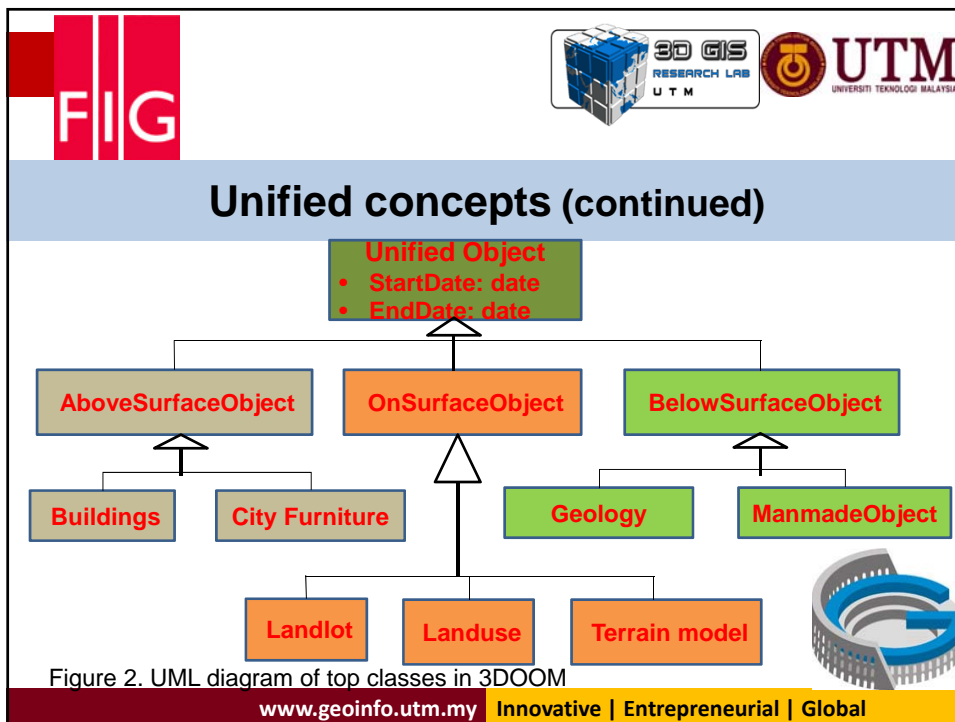 FIG
3D GIS
RESEARCH LAB
UTM
UTM
UNIVERSITI TEKNOLOGI MALAYSIA
Unified concepts (continued)
Unified Object
• StartDate: date
• EndDate: date
AboveSurfaceObject
OnSurfaceObject
BelowSurfaceObject
Buildings
City Furniture
Geology
ManmadeObject
Landlot
Landuse
Terrain model
Figure 2. UML diagram of top classes in 3DOOM
www.geoinfo.utm.my Innovative | Entrepreneurial | Global